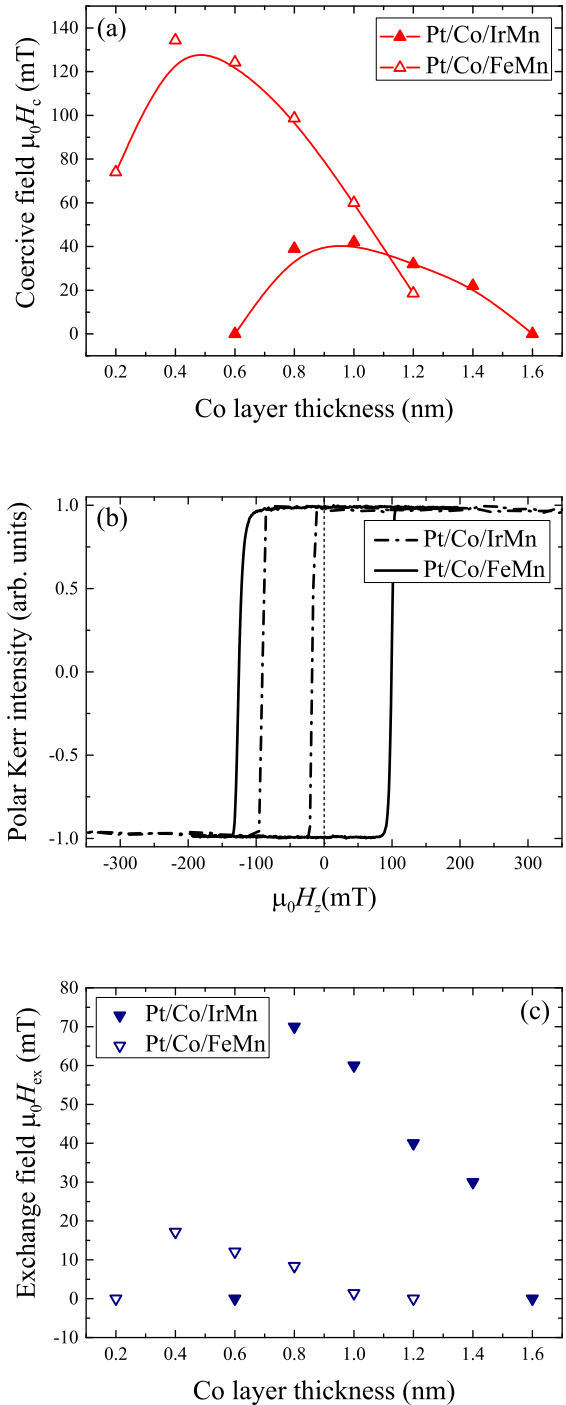 (a)
Pt/Co/IrMn
Pt/Co/FeMn
Coercive field μ₀Hc (mT)
140
120
100
80
60
40
20
0
0.2 0.4 0.6 0.8 1.0 1.2 1.4 1.6
Co layer thickness (nm)
(b)
Pt/Co/IrMn
Pt/Co/FeMn
Polar Kerr intensity (arb. units)
1.0
0.5
0.0
-0.5
-1.0
-300 -200 -100 0 100 200 300
μ₀Hz(mT)
(c)
Pt/Co/IrMn
Pt/Co/FeMn
Exchange field μ₀Hex (mT)
80
70
60
50
40
30
20
10
0
-10
0.2 0.4 0.6 0.8 1.0 1.2 1.4 1.6
Co layer thickness (nm)